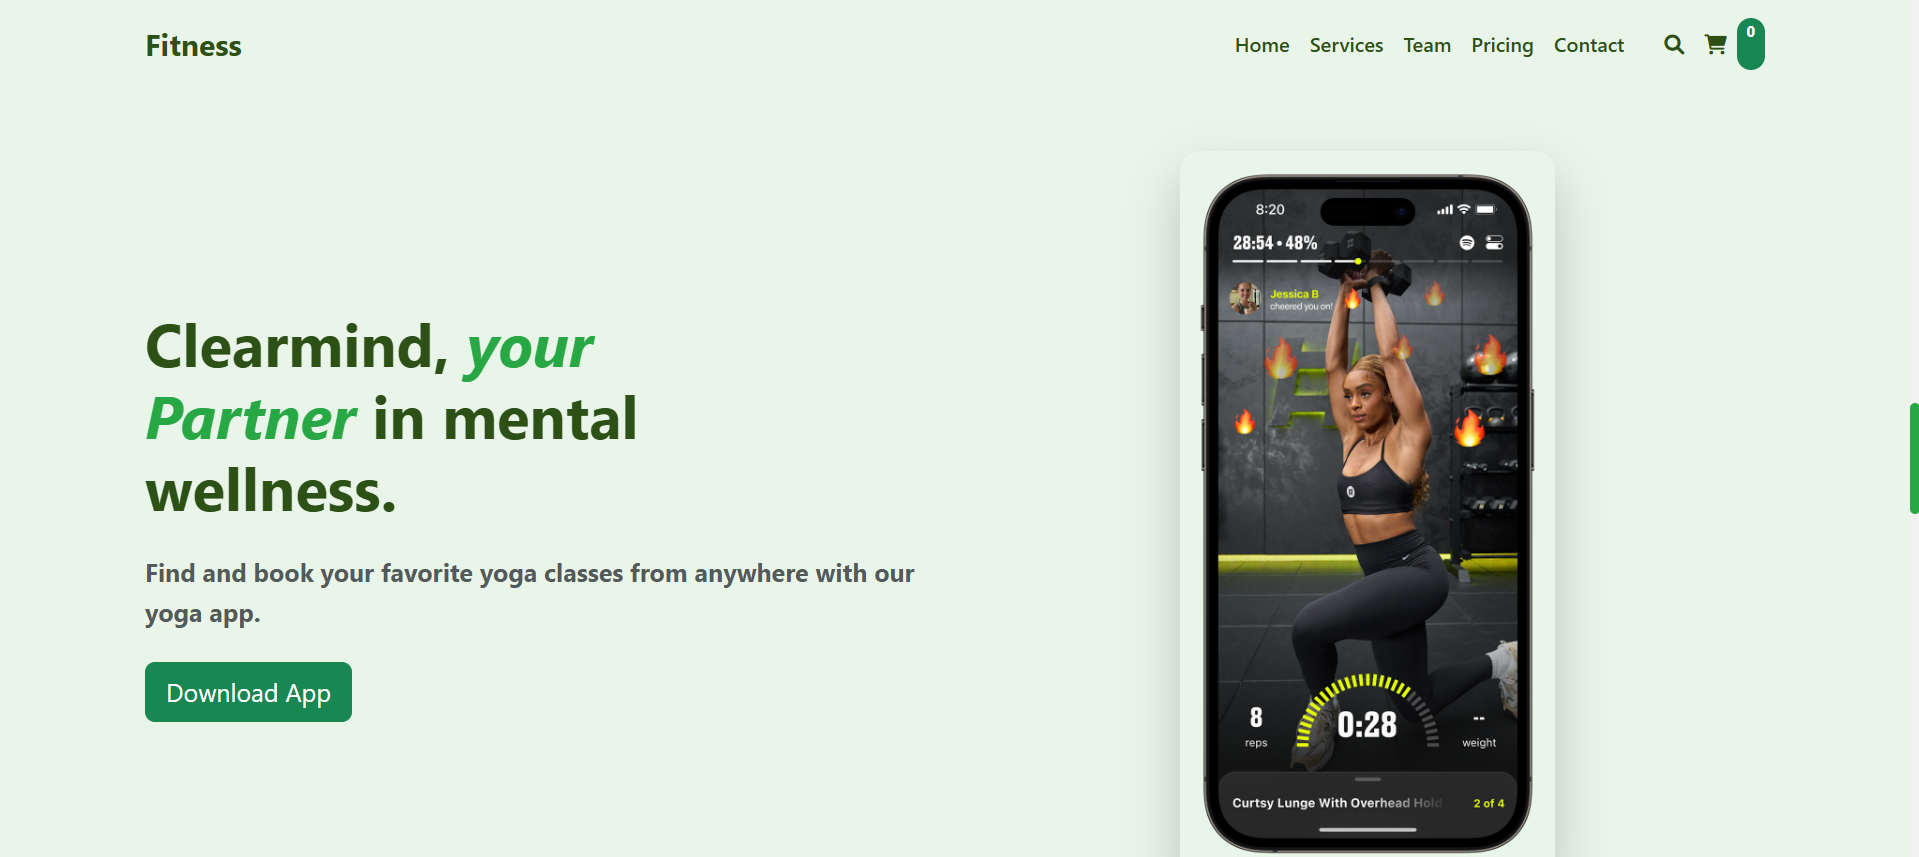 Fitness
Home Services Team Pricing Contact 0
Clearmind, your
Partner in mental
wellness.
Find and book your favorite yoga classes from anywhere with our
yoga app.
Download App
8:20
28:54 • 48%
Jessica B
cheered you on!
8
reps
0:28
--
weight
Curtsy Lunge With Overhead Hold
2 of 4